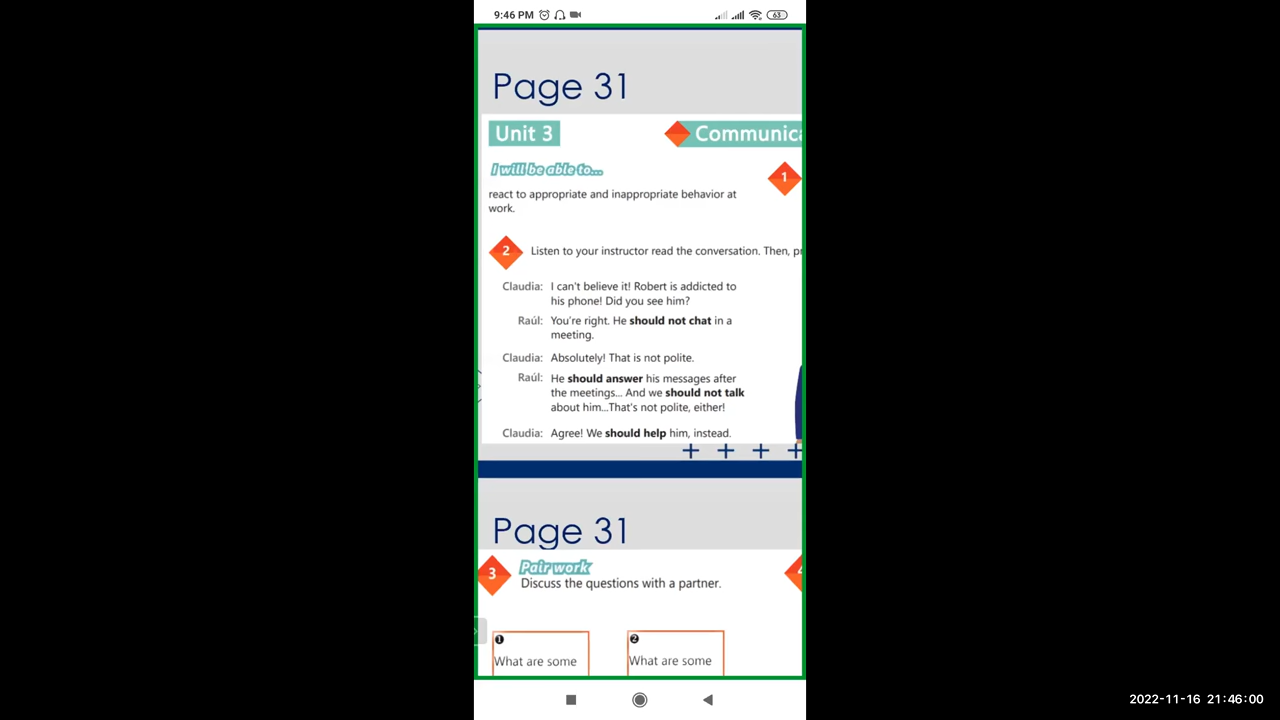 9:46 PM
63
Page 31
Unit 3
I will be able to...
1
react to appropriate and inappropriate behavior at
work.
2
Listen to your instructor read the conversation. Then,
Claudia: I can't believe it! Robert is addicted to
his phone! Did you see him?
Raúl: You're right. He should not chat in a
meeting.
Claudia: Absolutely! That is not polite.
Raúl: He should answer his messages after
the meetings... And we should not talk
about him...That's not polite, either!
Claudia: Agree! We should help him, instead.
+ + + +
Page 31
3
Pair work
Discuss the questions with a partner.
1
What are some
2
What are some
2022-11-16 21:46:00